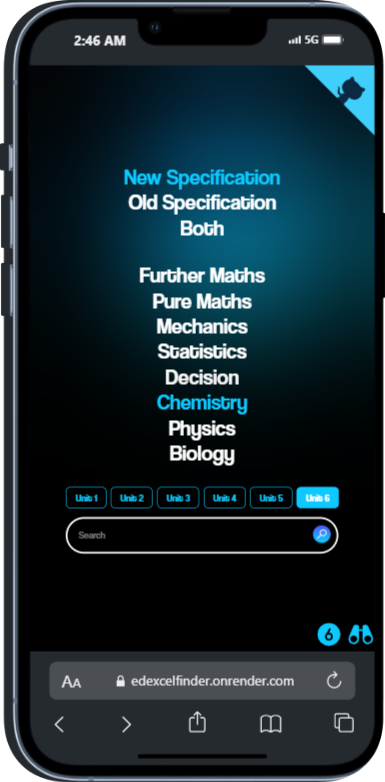 2:46 AM 5G
New Specification
Old Specification
Both
Further Maths
Pure Maths
Mechanics
Statistics
Decision
Chemistry
Physics
Biology
Unit 1 Unit 2 Unit 3 Unit 4 Unit 5 Unit 6
Search
6
AA edexcelfinder.onrender.com